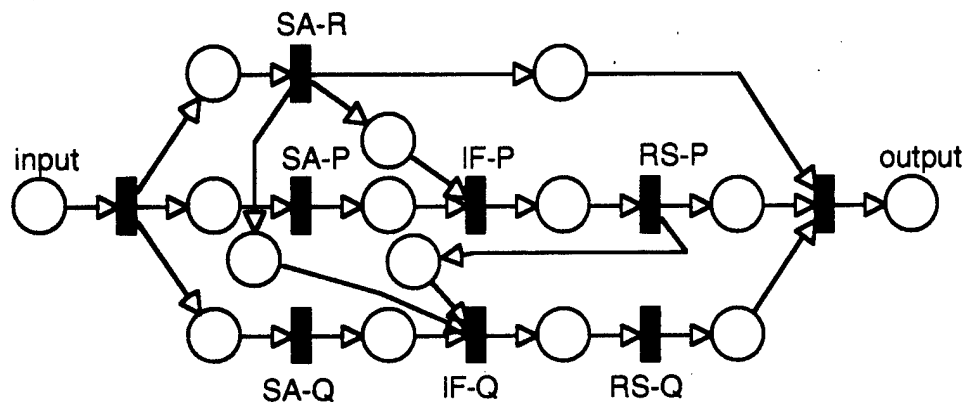 SA-R
input
SA-P
IF-P
RS-P
output
SA-Q
IF-Q
RS-Q